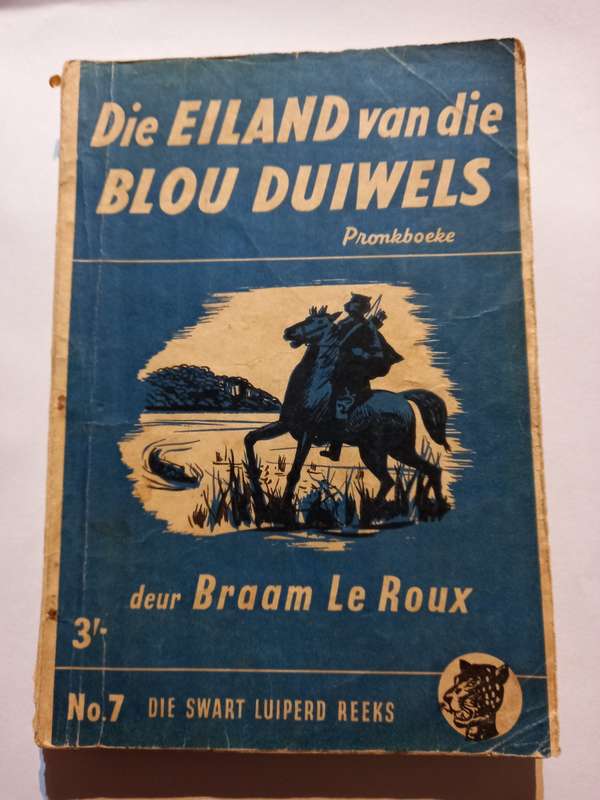 Die EILAND van die
BLOU DUIWELS
Pronkboeke
deur Braam Le Roux
3'-
No.7 DIE SWART LUIPERD REEKS